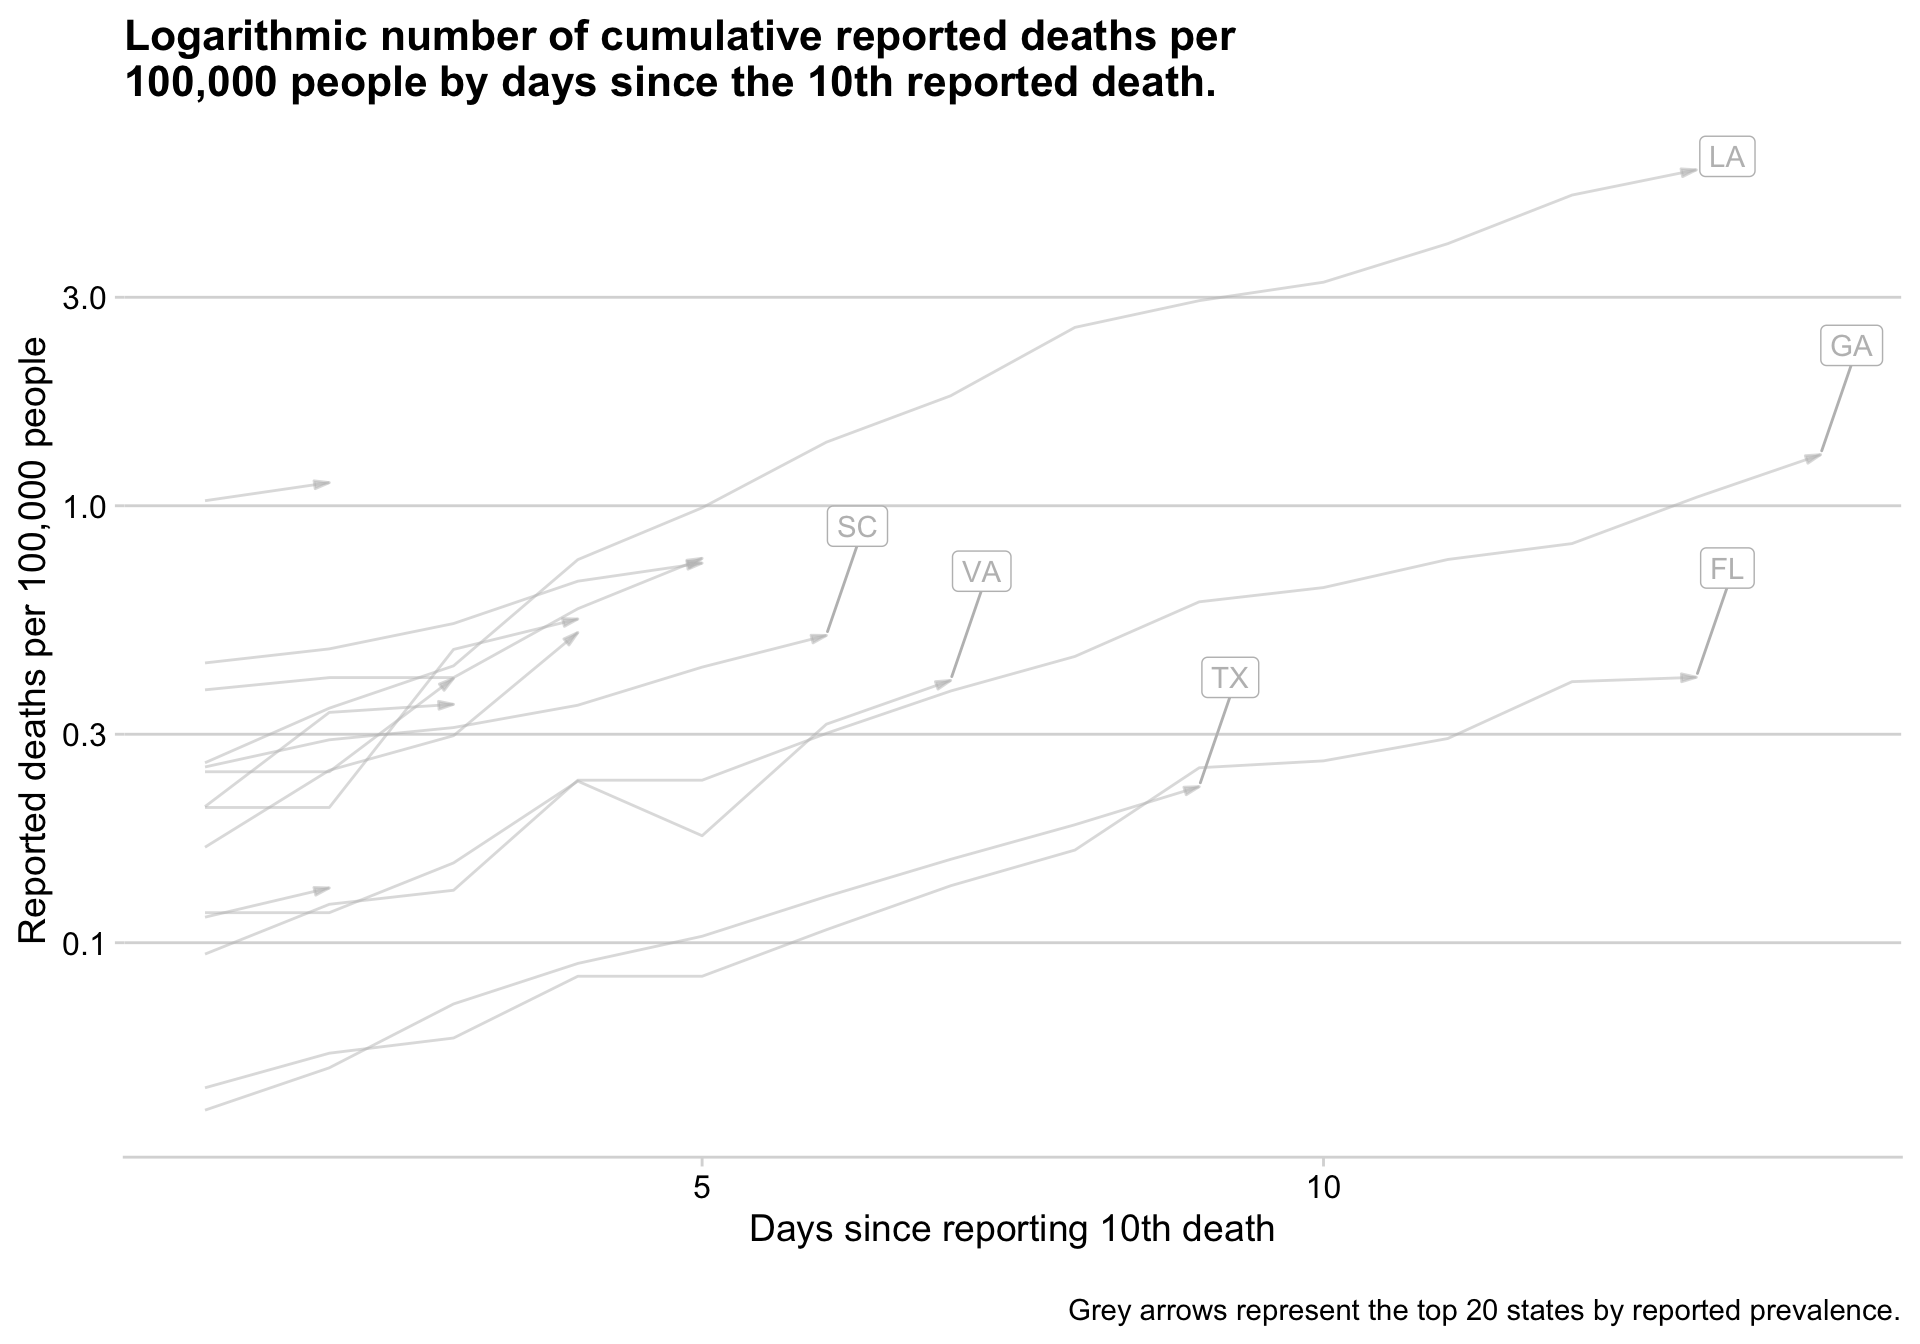 Logarithmic number of cumulative reported deaths per
100,000 people by days since the 10th reported death.
LA
3.0
GA
1.0
SC
VA
FL
TX
0.3
0.1
Reported deaths per 100,000 people
5
10
Days since reporting 10th death
Grey arrows represent the top 20 states by reported prevalence.